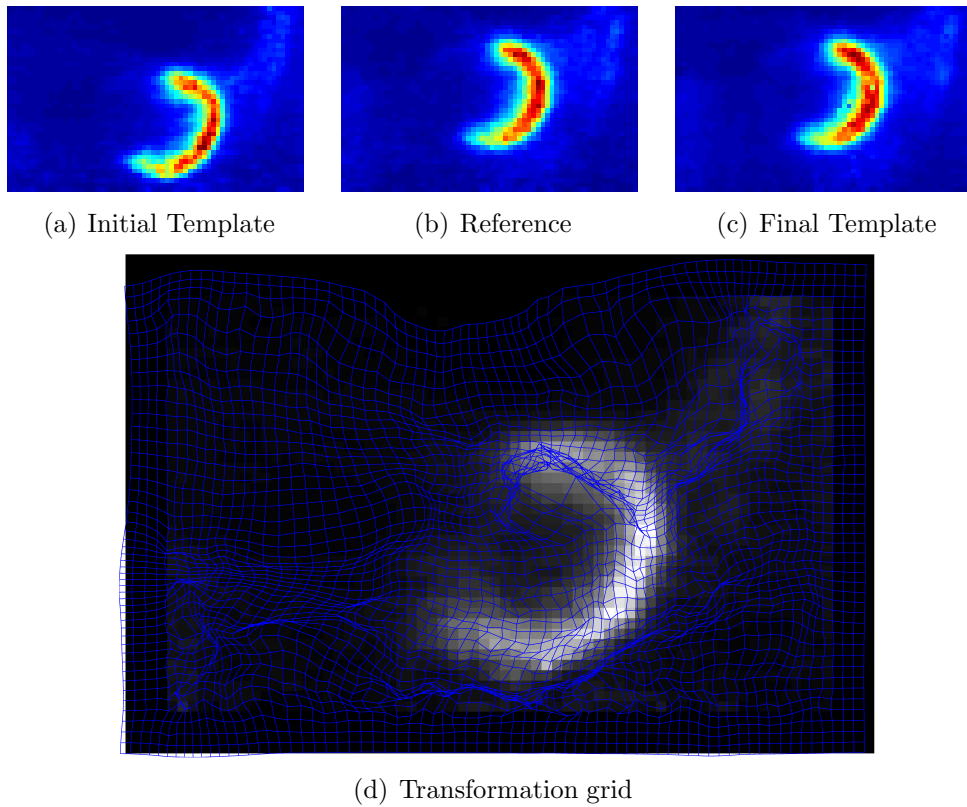 (a) Initial Template
(b) Reference
(c) Final Template
(d) Transformation grid